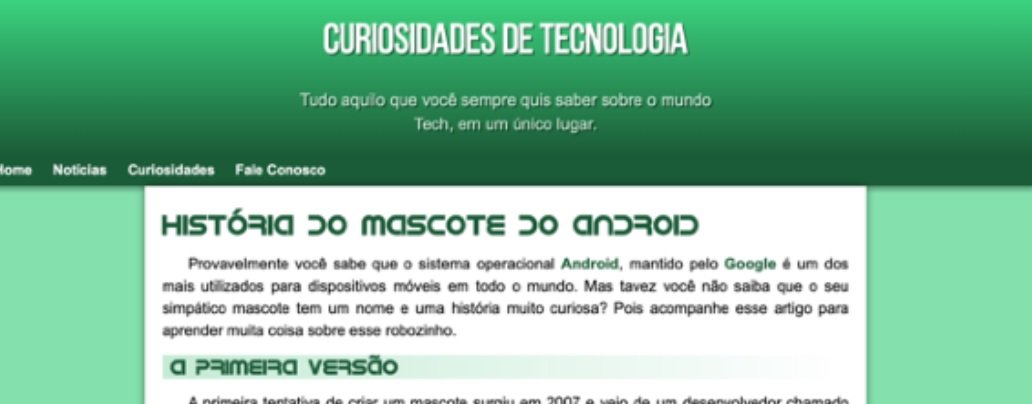 CURIOSIDADES DE TECNOLOGIA
Tudo aquilo que você sempre quis saber sobre o mundo
Tech, em um único lugar.
Home Notícias Curiosidades Fale Conosco
HISTÓRIA DO MASCOTE DO ANDROID
Provavelmente você sabe que o sistema operacional Android, mantido pelo Google é um dos
mais utilizados para dispositivos móveis em todo o mundo. Mas tavez você não saiba que o seu
simpático mascote tem um nome e uma história muito curiosa? Pois acompanhe esse artigo para
aprender muita coisa sobre esse robozinho.
A PRIMEIRA VERSÃO
A primeira tentativa de criar um mascote surgiu em 2007 e veio de um desenvolvedor chamado